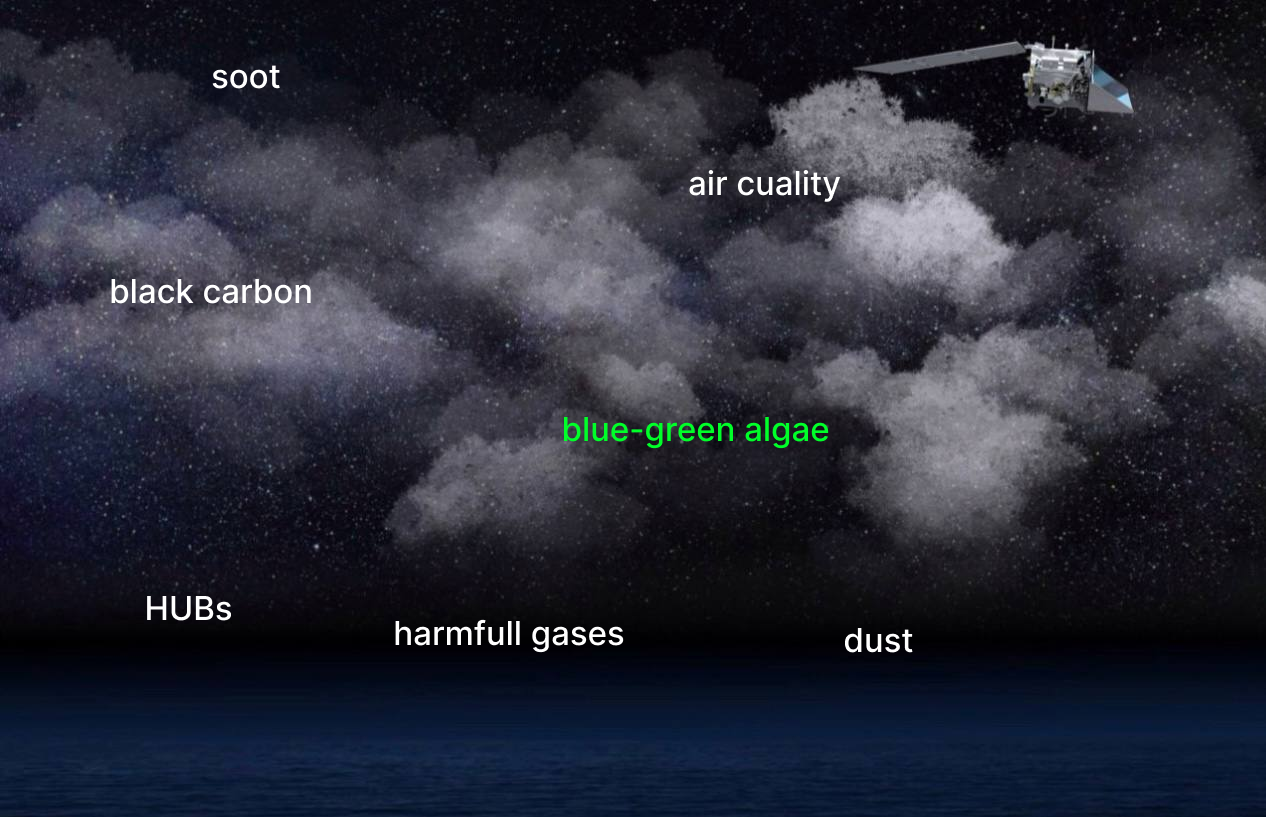 soot
air cuality
black carbon
blue-green algae
HUBs
harmfull gases
dust